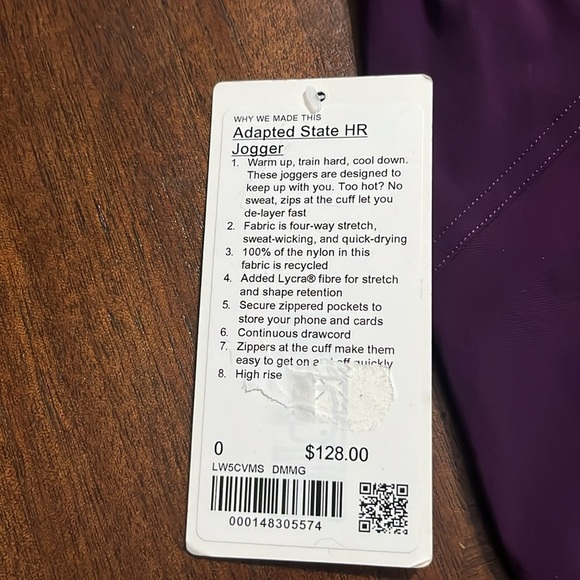 WHY WE MADE THIS
Adapted State HR
Jogger
1. Warm up, train hard, cool down.
These joggers are designed to
keep up with you. Too hot? No
sweat, zips at the cuff let you
de-layer fast
2. Fabric is four-way stretch,
sweat-wicking, and quick-drying
3. 100% of the nylon in this
fabric is recycled
4. Added Lycra® fibre for stretch
and shape retention
5. Secure zippered pockets to
store your phone and cards
6. Continuous drawcord
7. Zippers at the cuff make them
easy to get on and off quickly
8. High rise
0 $128.00
LW5CVMS DMMG
000148305574